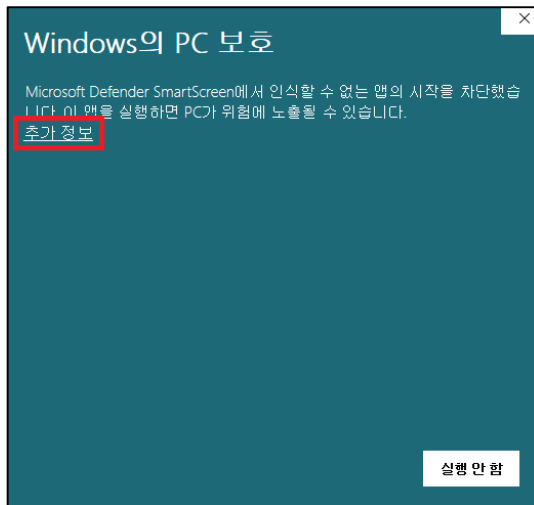 Windows의 PC 보호
Microsoft Defender SmartScreen에서 인식할 수 없는 앱의 시작을 차단했습
니다. 이 앱을 실행하면 PC가 위험에 노출될 수 있습니다.
추가 정보
실행 안 함